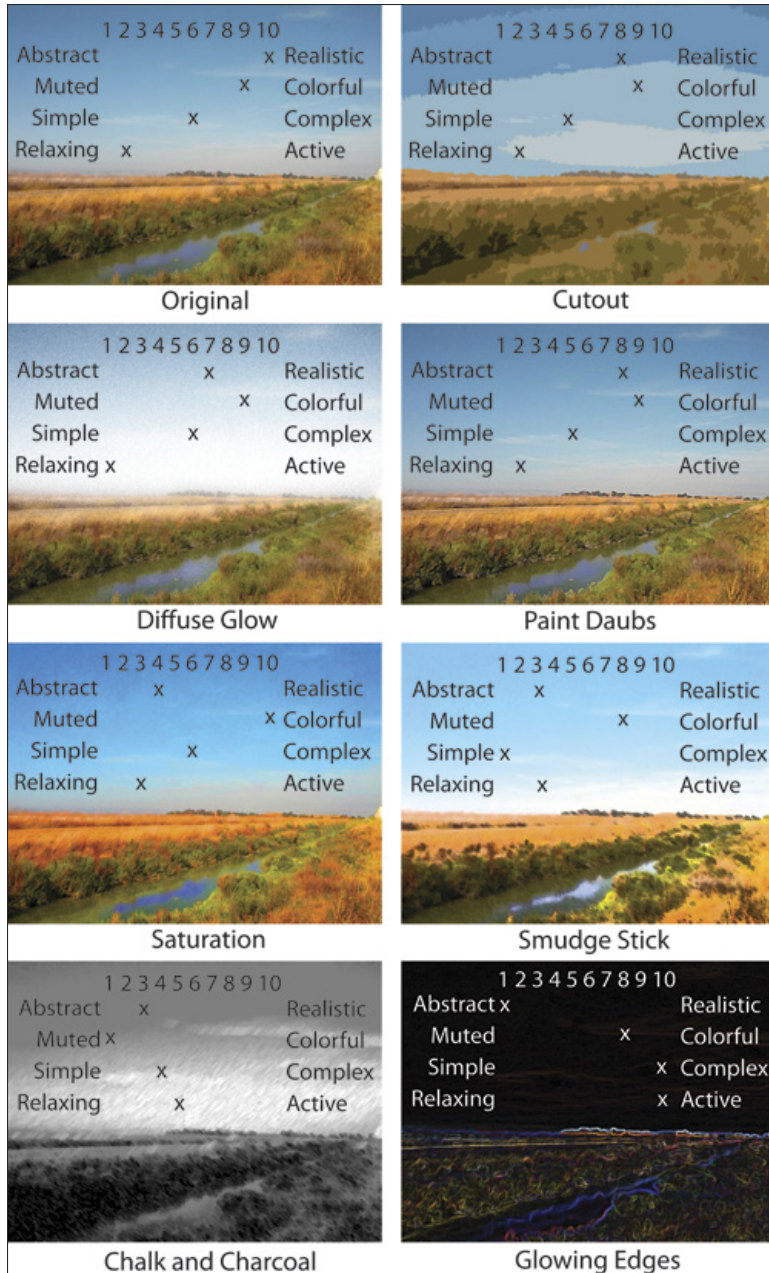 1 2 3 4 5 6 7 8 9 10
Abstract x Realistic
Muted x Colorful
Simple x Complex
Relaxing x Active
Original
1 2 3 4 5 6 7 8 9 10
Abstract x Realistic
Muted x Colorful
Simple x Complex
Relaxing x Active
Cutout
1 2 3 4 5 6 7 8 9 10
Abstract x Realistic
Muted x Colorful
Simple x Complex
Relaxing x Active
Diffuse Glow
1 2 3 4 5 6 7 8 9 10
Abstract x Realistic
Muted x Colorful
Simple x Complex
Relaxing x Active
Paint Daubs
1 2 3 4 5 6 7 8 9 10
Abstract x Realistic
Muted x Colorful
Simple x Complex
Relaxing x Active
Saturation
1 2 3 4 5 6 7 8 9 10
Abstract x Realistic
Muted x Colorful
Simple x Complex
Relaxing x Active
Smudge Stick
1 2 3 4 5 6 7 8 9 10
Abstract x Realistic
Muted x Colorful
Simple x Complex
Relaxing x Active
Chalk and Charcoal
1 2 3 4 5 6 7 8 9 10
Abstract x Realistic
Muted x Colorful
Simple x Complex
Relaxing x Active
Glowing Edges